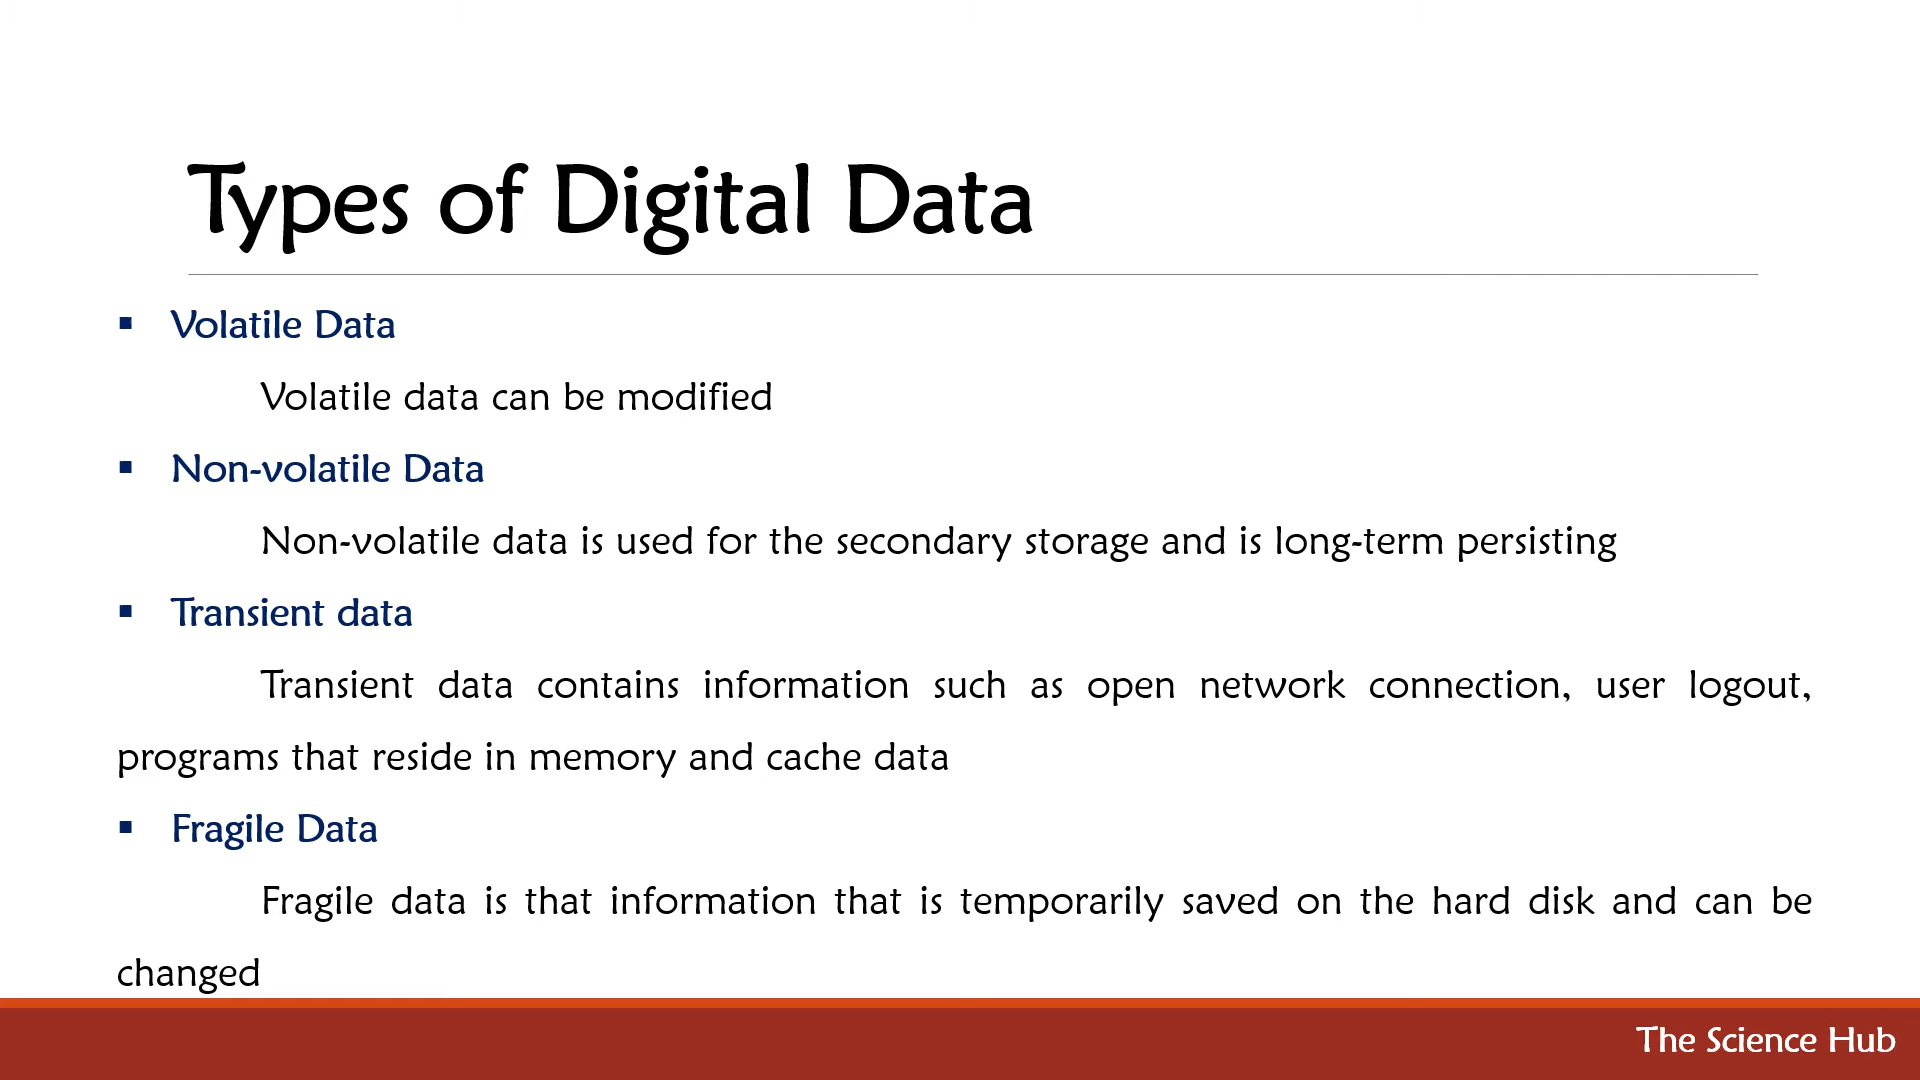 Types of Digital Data
▪ Volatile Data
Volatile data can be modified
▪ Non-volatile Data
Non-volatile data is used for the secondary storage and is long-term persisting
▪ Transient data
Transient data contains information such as open network connection, user logout,
programs that reside in memory and cache data
▪ Fragile Data
Fragile data is that information that is temporarily saved on the hard disk and can be
changed
The Science Hub